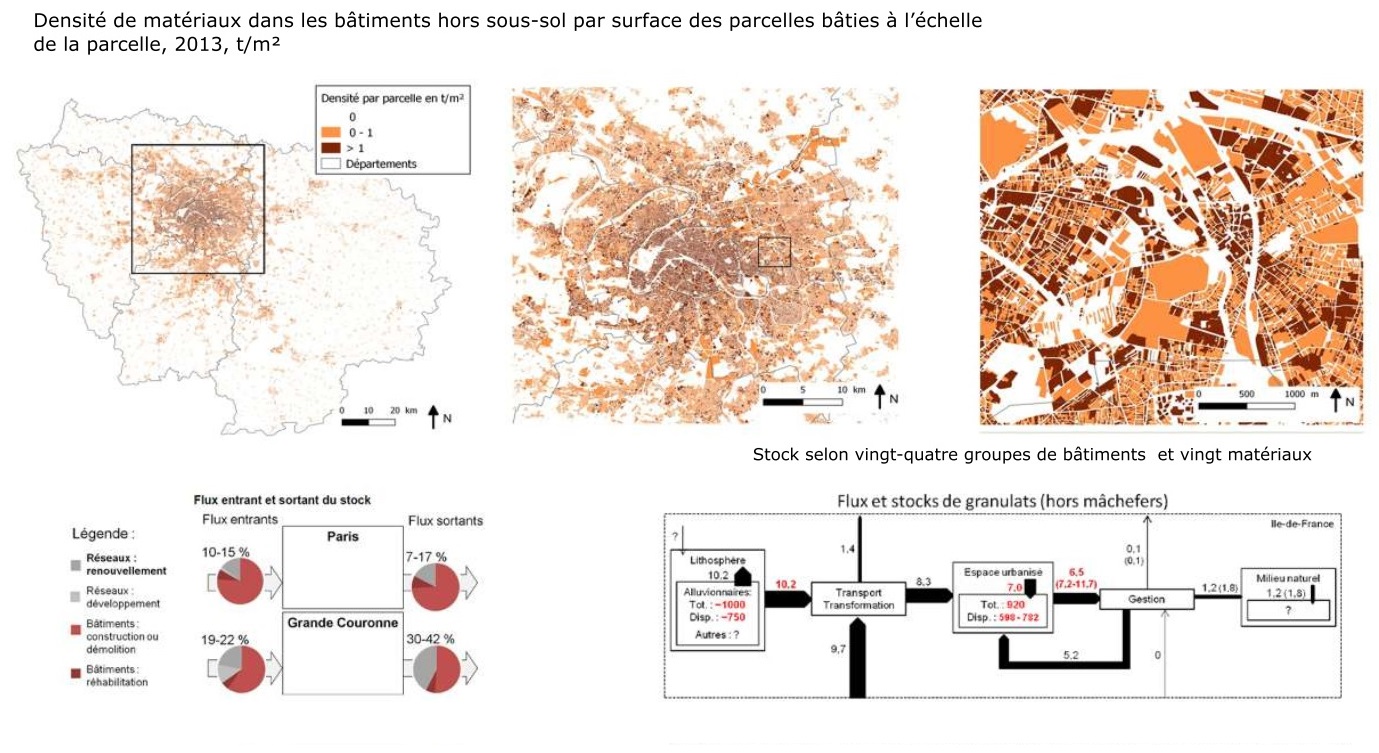 Densité de matériaux dans les bâtiments hors sous-sol par surface des parcelles bâties à l’échelle
de la parcelle, 2013, t/m²
Densité par parcelle en t/m²
0
0 - 1
> 1
Départements
0 10 20 km
N
0 5 10 km
N
0 500 1000 m
N
Stock selon vingt-quatre groupes de bâtiments et vingt matériaux
Flux entrant et sortant du stock
Légende :
Réseaux :
renouvellement
Réseaux :
développement
Bâtiments :
construction ou
démolition
Bâtiments :
réhabilitation
Flux entrants
Flux sortants
Paris
10-15 %
7-17 %
Grande Couronne
19-22 %
30-42 %
Flux et stocks de granulats (hors mâchefers)
Ile-de-France
?
Lithosphère
10,2
Alluvionnaires:
Tot. : ~1000
Disp. : ~750
Autres : ?
10,2
1,4
Transport
Transformation
9,7
8,3
Espace urbanisé
7,0
Tot. : 920
Disp. : 598 - 782
6,5
(7,2-11,7)
5,2
0,1
(0,1)
Gestion
0
1,2 (1,8)
Milieu naturel
1,2 (1,8)
?